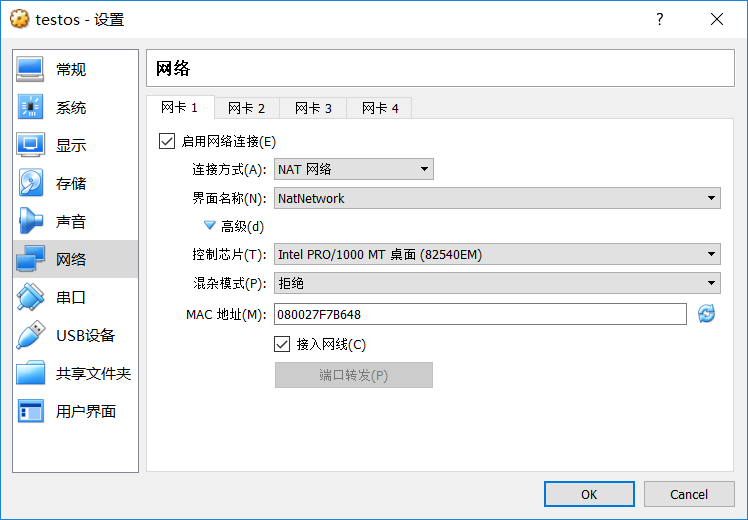 testos - 设置
常规
系统
显示
存储
声音
网络
串口
USB设备
共享文件夹
用户界面
网络
网卡 1 网卡 2 网卡 3 网卡 4
启用网络连接(E)
连接方式(A): NAT 网络
界面名称(N): NatNetwork
高级(d)
控制芯片(T): Intel PRO/1000 MT 桌面 (82540EM)
混杂模式(P): 拒绝
MAC 地址(M): 080027F7B648
接入网线(C)
端口转发(P)
OK Cancel